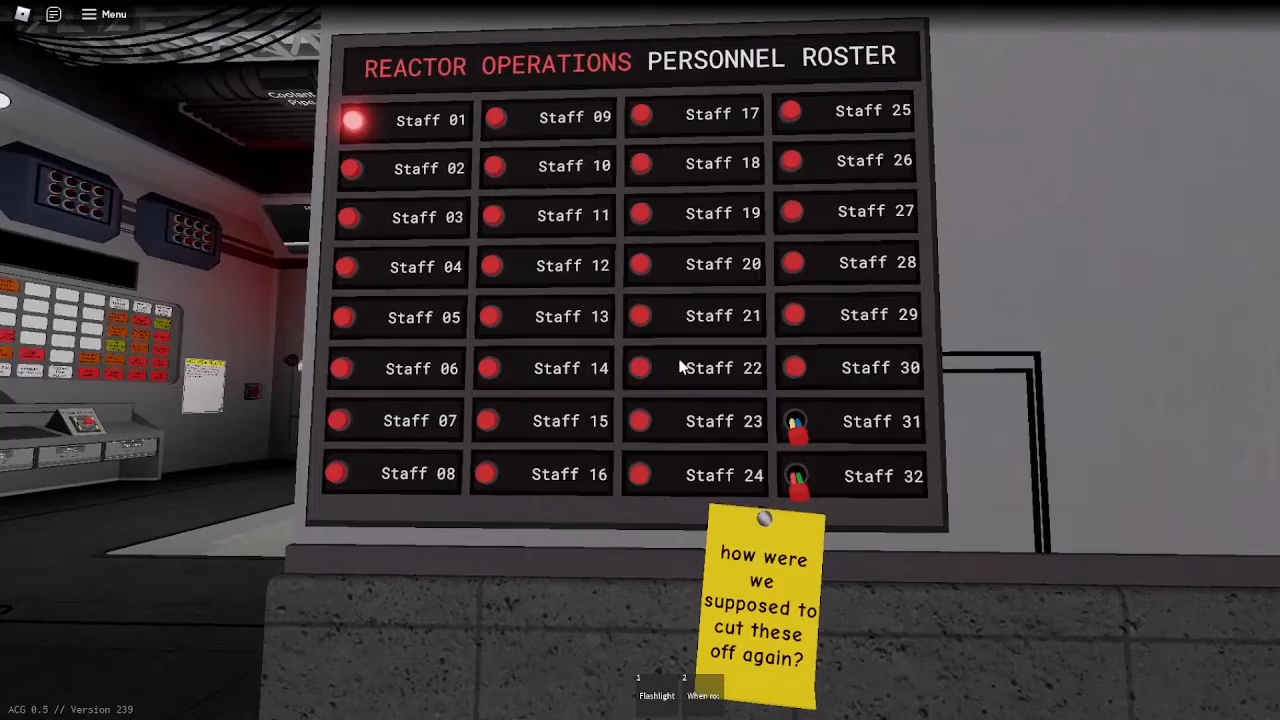 Menu
REACTOR OPERATIONS PERSONNEL ROSTER
Coolant
Pipe
Staff 01
Staff 02
Staff 03
Staff 04
Staff 05
Staff 06
Staff 07
Staff 08
Staff 09
Staff 10
Staff 11
Staff 12
Staff 13
Staff 14
Staff 15
Staff 16
Staff 17
Staff 18
Staff 19
Staff 20
Staff 21
Staff 22
Staff 23
Staff 24
Staff 25
Staff 26
Staff 27
Staff 28
Staff 29
Staff 30
Staff 31
Staff 32
how were
we
supposed to
cut these
off again?
1
Flashlight
2
When ro:
ACG 0.5 // Version 239